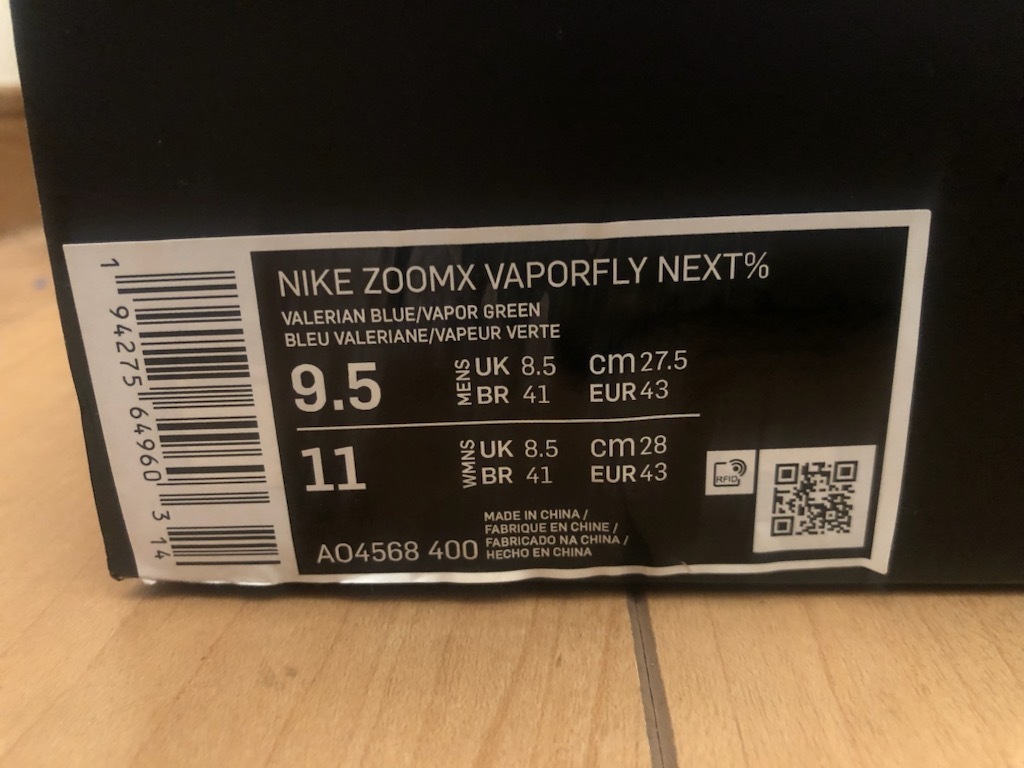 NIKE ZOOMX VAPORFLY NEXT%
VALERIAN BLUE/VAPOR GREEN
BLEU VALERIANE/VAPEUR VERTE
9.5 MENS UK 8.5 cm 27.5
BR 41 EUR 43
11 WMNS UK 8.5 cm 28
BR 41 EUR 43
RFID
MADE IN CHINA /
FABRIQUE EN CHINE /
FABRICADO NA CHINA /
AO4568 400 HECHO EN CHINA
1 94275 64960 3 14